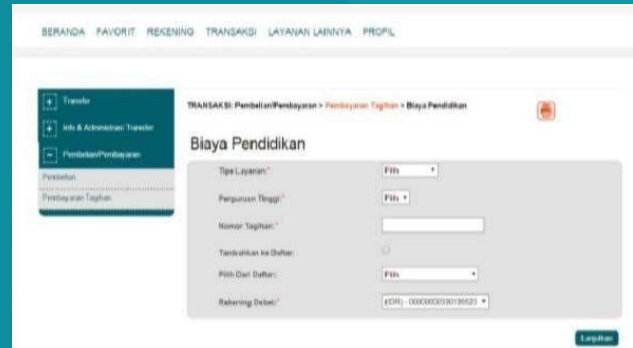 BERANDA FAVORIT REKENING TRANSAKSI LAYANAN LAINNYA PROFIL
Transfer
Info & Administrasi Transfer
Pembelian/Pembayaran
Pembelian
Pembayaran Tagihan
TRANSAKSI: Pembelian/Pembayaran > Pembayaran Tagihan > Biaya Pendidikan
Biaya Pendidikan
Tipe Layanan:* Pilih
Perguruan Tinggi:* Pilih
Nomor Tagihan:*
Tambahkan ke Daftar:
Pilih Dari Daftar: Pilih
Rekening Debet:* (IDR) -
Lanjutkan